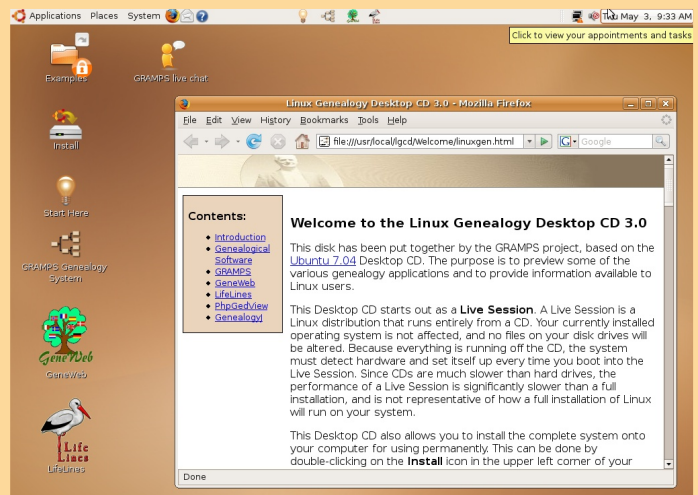 Applications Places System
Thu May 3, 9:33 AM
Click to view your appointments and tasks
Examples
GRAMPS live chat
Install
Start Here
GRAMPS Genealogy
System
GeneWeb
GeneWeb
Life
Lines
LifeLines
Linux Genealogy Desktop CD 3.0 - Mozilla Firefox
File Edit View History Bookmarks Tools Help
file:///usr/local/lgcd/Welcome/linuxgen.html
G Google
Contents:
Introduction
Genealogical
Software
GRAMPS
GeneWeb
LifeLines
PhpGedView
GenealogyJ
Welcome to the Linux Genealogy Desktop CD 3.0
This disk has been put together by the GRAMPS project, based on the
Ubuntu 7.04 Desktop CD. The purpose is to preview some of the
various genealogy applications and to provide information available to
Linux users.
This Desktop CD starts out as a Live Session. A Live Session is a
Linux distribution that runs entirely from a CD. Your currently installed
operating system is not affected, and no files on your disk drives will
be altered. Because everything is running off the CD, the system
must detect hardware and set itself up every time you boot into the
Live Session. Since CDs are much slower than hard drives, the
performance of a Live Session is significantly slower than a full
installation, and is not representative of how a full installation of Linux
will run on your system.
This Desktop CD also allows you to install the complete system onto
your computer for using permanently. This can be done by
double-clicking on the Install icon in the upper left corner of your
Done